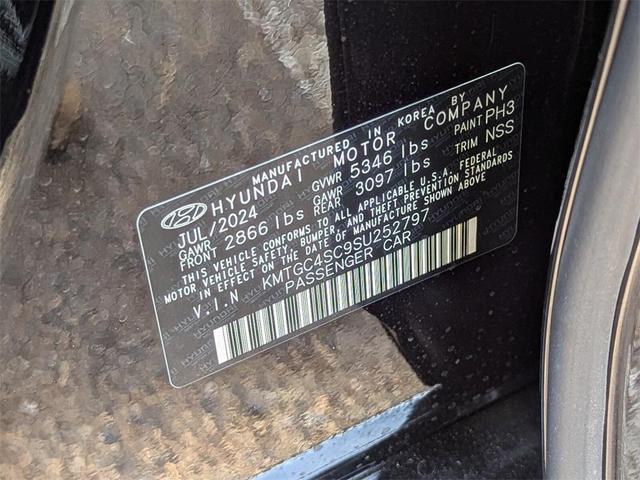 MANUFACTURED IN KOREA BY
HYUNDAI MOTOR COMPANY
JUL/2024 GVWR 5346 lbs PAINT PH3
GAWR FRONT 2866 lbs GAWR REAR 3097 lbs TRIM NSS
THIS VEHICLE CONFORMS TO ALL APPLICABLE U.S.A. FEDERAL
MOTOR VEHICLE SAFETY, BUMPER, AND THEFT PREVENTION STANDARDS
IN EFFECT ON THE DATE OF MANUFACTURE SHOWN ABOVE.
V.I.N KMTGC4SC9SU252797
PASSENGER CAR